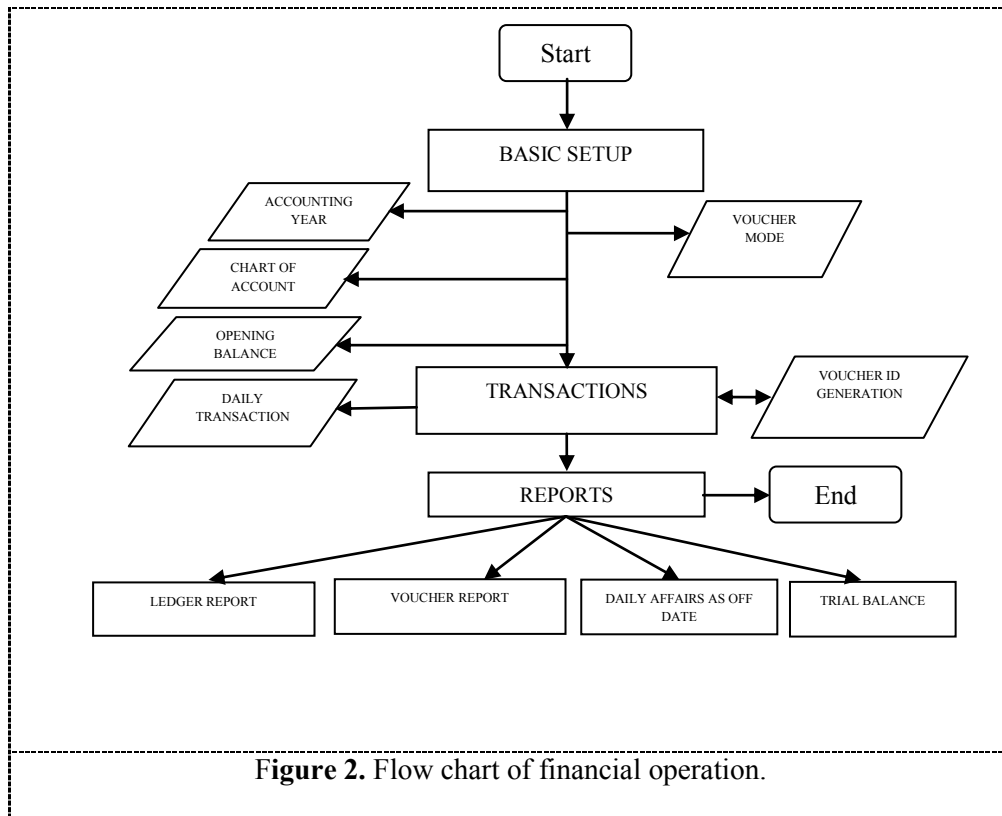 Start
BASIC SETUP
ACCOUNTING
YEAR
VOUCHER
MODE
CHART OF
ACCOUNT
OPENING
BALANCE
DAILY
TRANSACTION
TRANSACTIONS
VOUCHER ID
GENERATION
REPORTS
End
LEDGER REPORT
VOUCHER REPORT
DAILY AFFAIRS AS OFF
DATE
TRIAL BALANCE
Figure 2. Flow chart of financial operation.